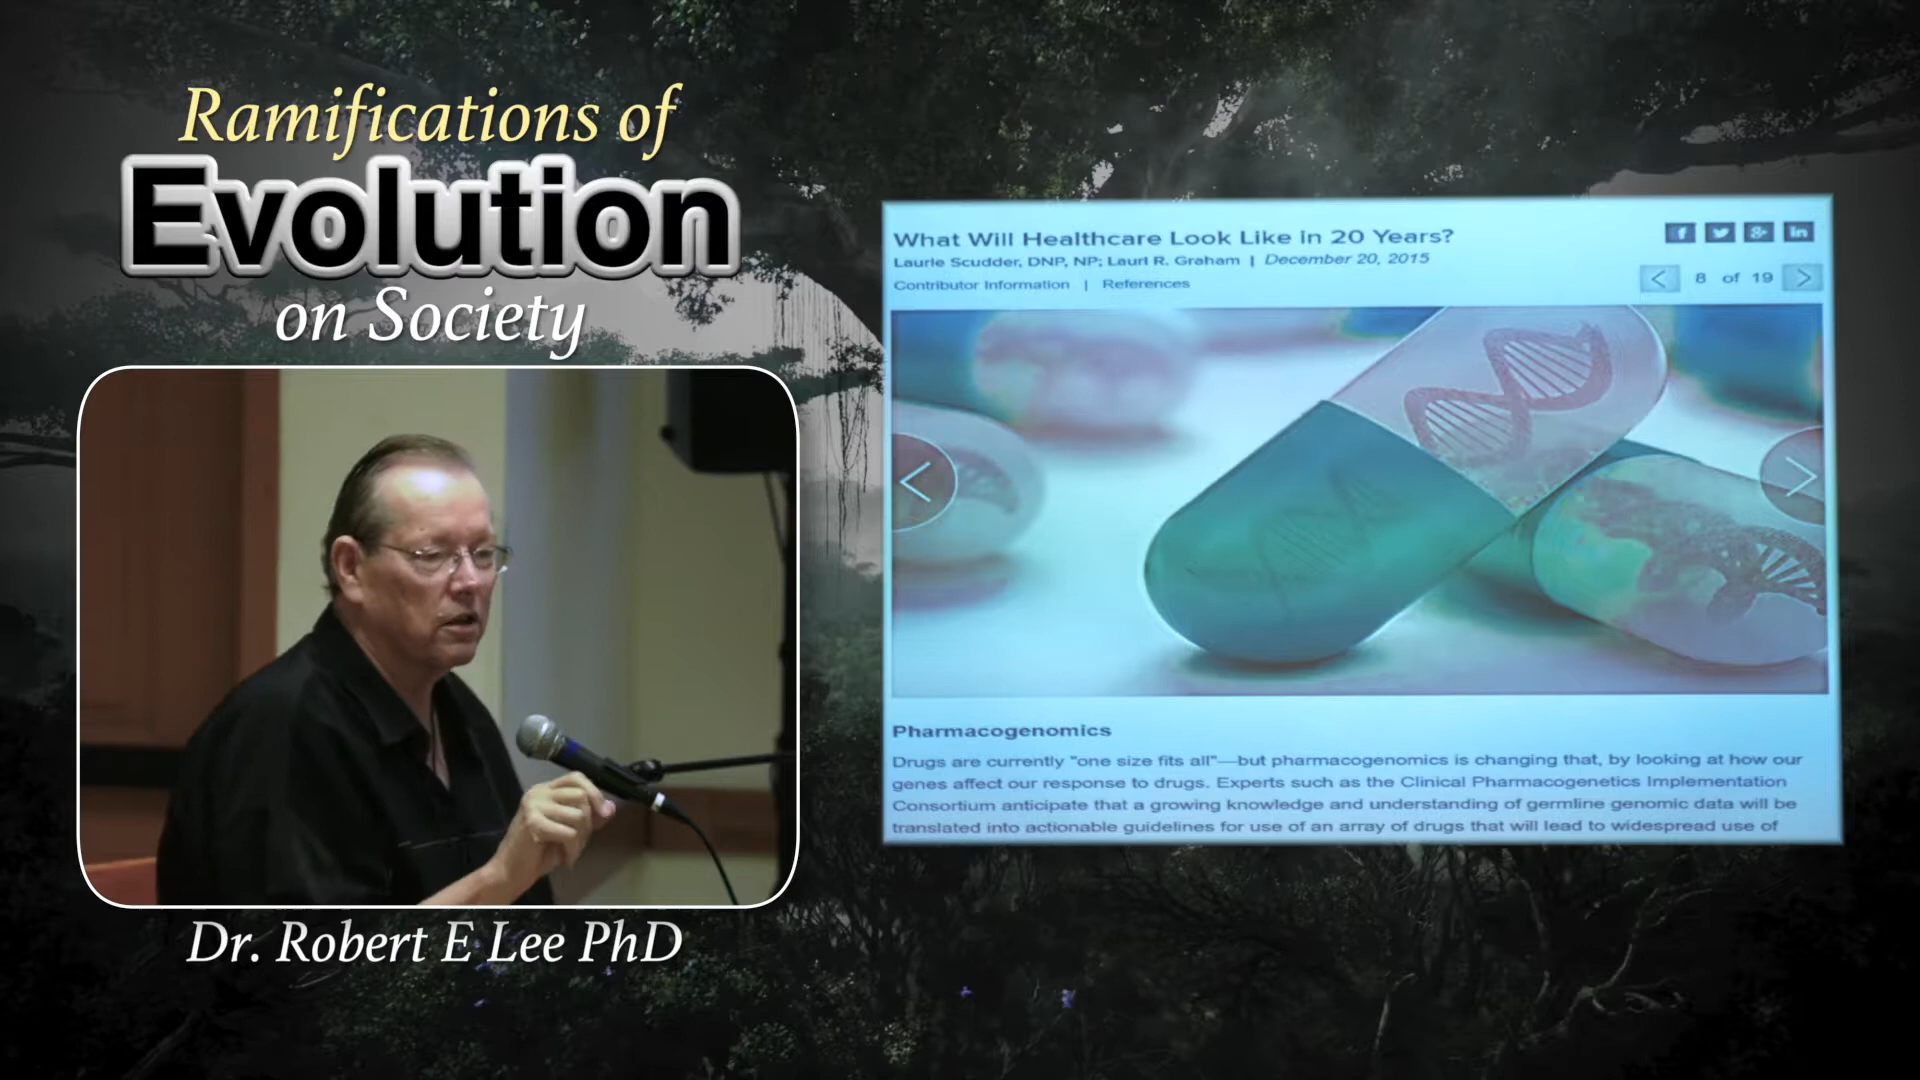 Ramifications of
Evolution
on Society
Dr. Robert E Lee PhD
What Will Healthcare Look Like in 20 Years?
Laurie Scudder, DNP, NP; Lauri R. Graham | December 20, 2015
Contributor Information | References
8 of 19
Pharmacogenomics
Drugs are currently "one size fits all"—but pharmacogenomics is changing that, by looking at how our
genes affect our response to drugs. Experts such as the Clinical Pharmacogenetics Implementation
Consortium anticipate that a growing knowledge and understanding of germline genomic data will be
translated into actionable guidelines for use of an array of drugs that will lead to widespread use of